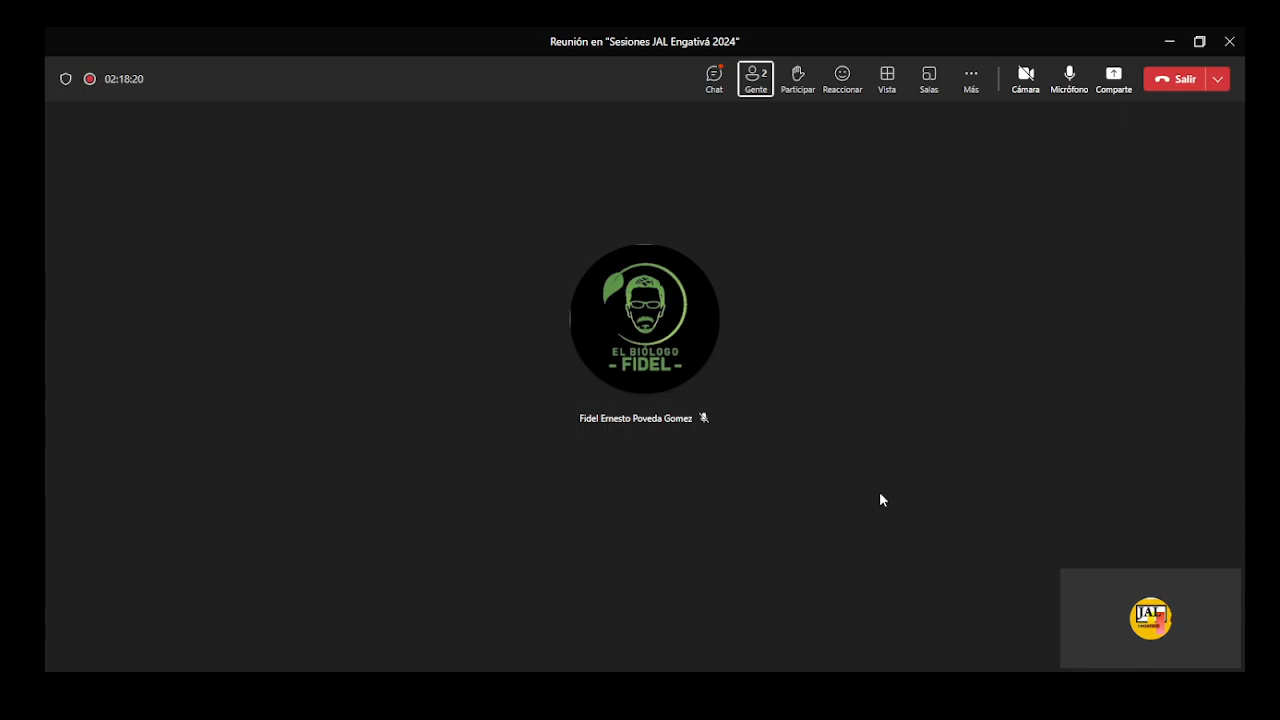 Reunión en "Sesiones JAL Engativá 2024"
02:18:20
Chat
2
Gente
Participar
Reaccionar
Vista
Salas
Más
Cámara
Micrófono
Comparte
Salir
EL BIÓLOGO
- FIDEL -
Fidel Ernesto Poveda Gomez
JAL